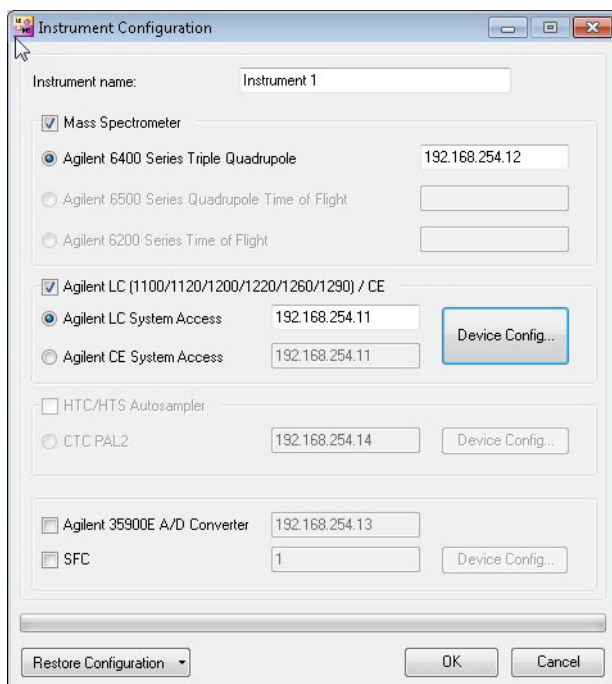 Instrument Configuration
Instrument name: Instrument 1
Mass Spectrometer
Agilent 6400 Series Triple Quadrupole 192.168.254.12
Agilent 6500 Series Quadrupole Time of Flight
Agilent 6200 Series Time of Flight
Agilent LC (1100/1120/1200/1220/1260/1290) / CE
Agilent LC System Access 192.168.254.11
Device Config...
Agilent CE System Access 192.168.254.11
HTC/HTS Autosampler
CTC PAL2 192.168.254.14 Device Config...
Agilent 35900E A/D Converter 192.168.254.13
SFC 1 Device Config...
Restore Configuration OK Cancel